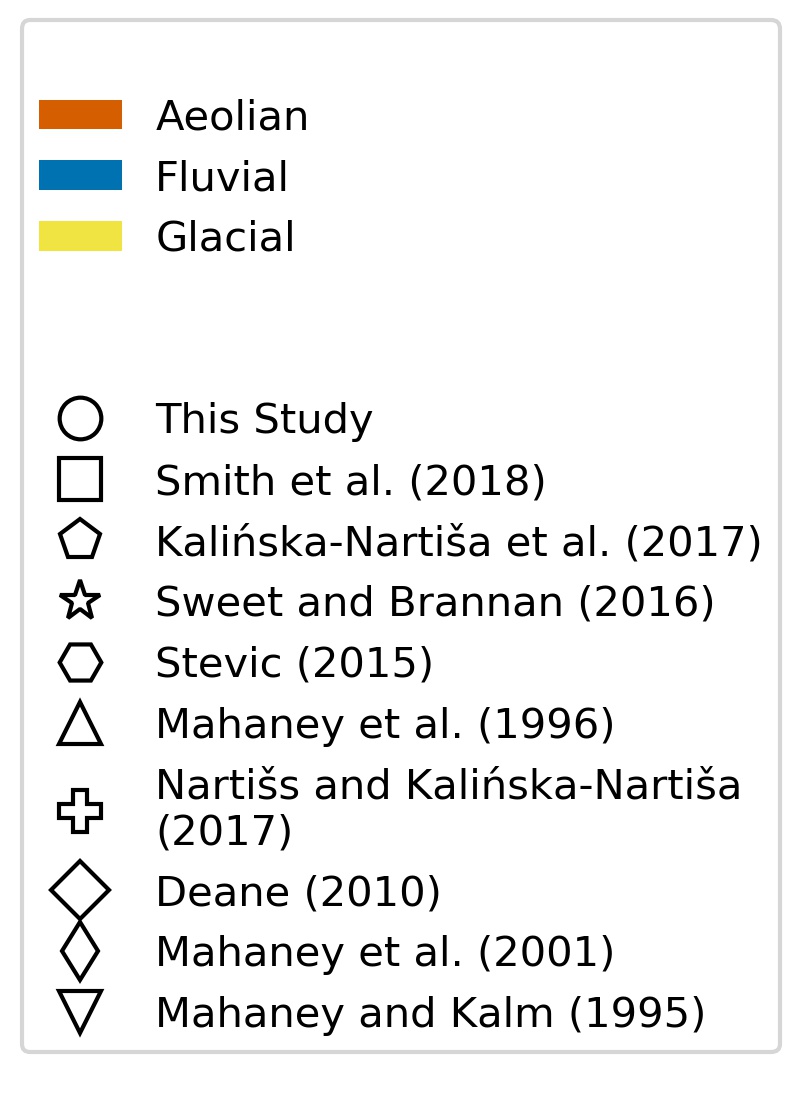 Aeolian
Fluvial
Glacial
This Study
Smith et al. (2018)
Kalińska-Nartiša et al. (2017)
Sweet and Brannan (2016)
Stevic (2015)
Mahaney et al. (1996)
Nartišs and Kalińska-Nartiša
(2017)
Deane (2010)
Mahaney et al. (2001)
Mahaney and Kalm (1995)